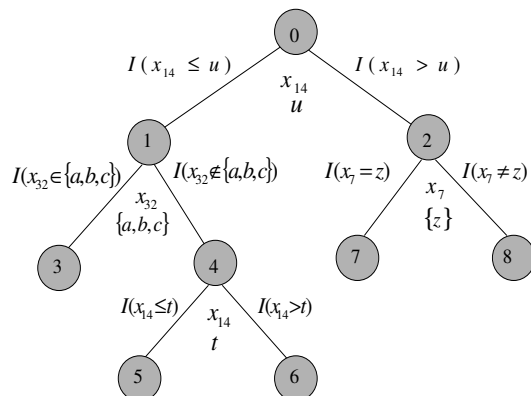 0
I ( x₁₄ ≤ u )
I ( x₁₄ > u )
x₁₄
u
1
2
I(x₃₂∈{a,b,c})
I(x₃₂∉{a,b,c})
I(x₇=z)
I(x₇≠z)
x₃₂
{a,b,c}
x₇
{z}
3
4
7
8
I(x₁₄≤t)
I(x₁₄>t)
x₁₄
t
5
6